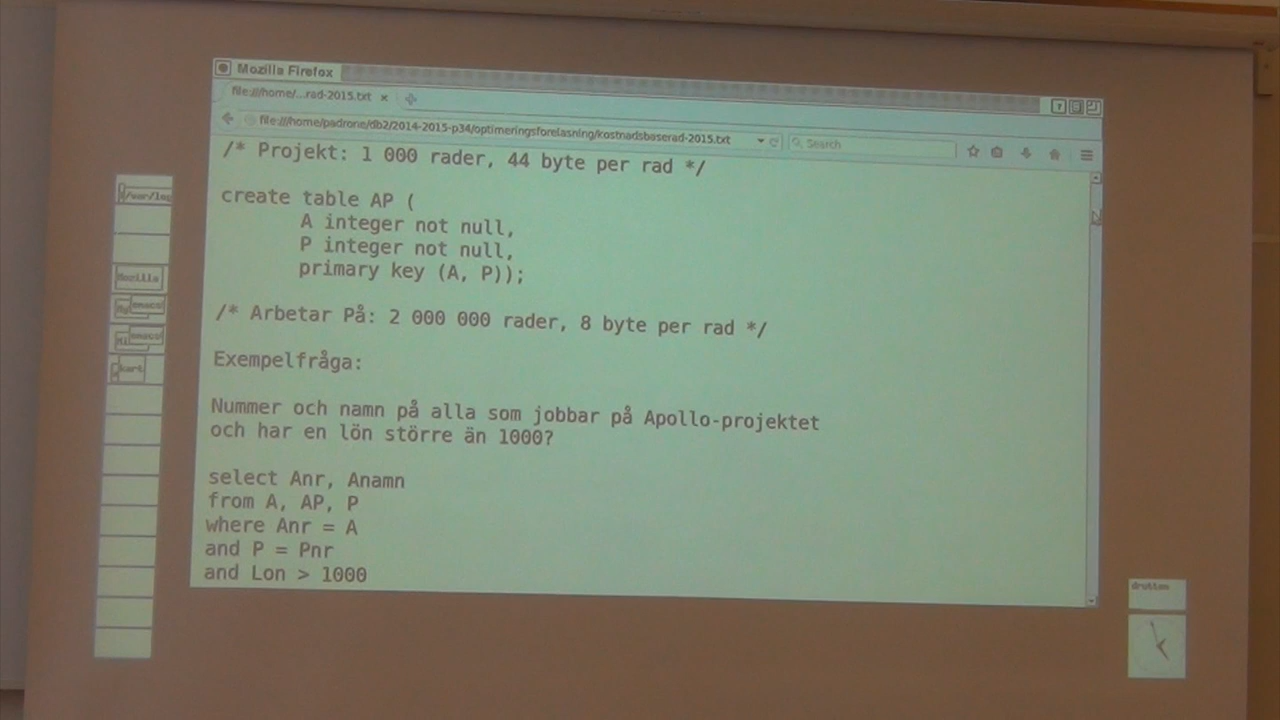 Mozilla Firefox
file:///home/...rad-2015.txt
file:///home/padrone/db2/2014-2015-p34/optimeringsforelasning/kostnadsbaserad-2015.txt
Search
/* Projekt: 1 000 rader, 44 byte per rad */
create table AP (
A integer not null,
P integer not null,
primary key (A, P));
/* Arbetar På: 2 000 000 rader, 8 byte per rad */
Exempelfråga:
Nummer och namn på alla som jobbar på Apollo-projektet
och har en lön större än 1000?
select Anr, Anamn
from A, AP, P
where Anr = A
and P = Pnr
and Lon > 1000
Mozilla
emacs
emacs
drutten